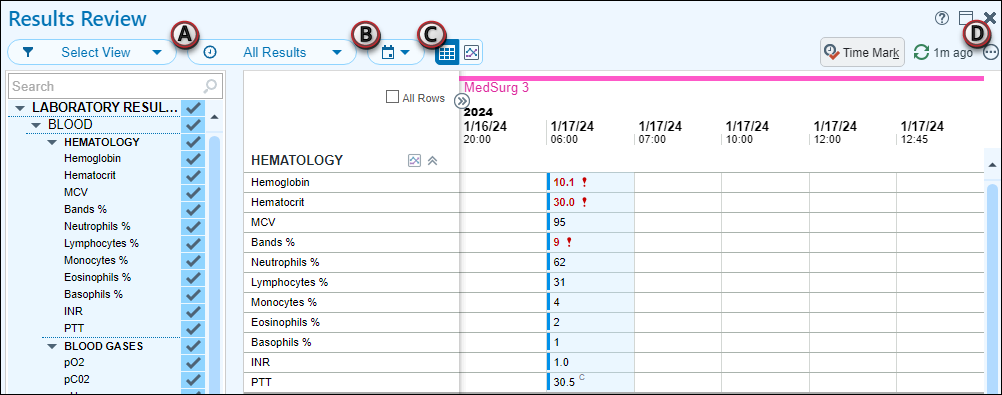 Results Review
A B C D
Select View All Results Time Mark 1m ago
Search All Rows MedSurg 3
LABORATORY RESUL...
BLOOD
HEMATOLOGY
Hemoglobin
Hematocrit
MCV
Bands %
Neutrophils %
Lymphocytes %
Monocytes %
Eosinophils %
Basophils %
INR
PTT
BLOOD GASES
pO2
pC02
2024
1/16/24 1/17/24 1/17/24 1/17/24 1/17/24 1/17/24
20:00 06:00 07:00 10:00 12:00 12:45
HEMATOLOGY
Hemoglobin 10.1 !
Hematocrit 30.0 !
MCV 95
Bands % 9 !
Neutrophils % 62
Lymphocytes % 31
Monocytes % 4
Eosinophils % 2
Basophils % 1
INR 1.0
PTT 30.5 C